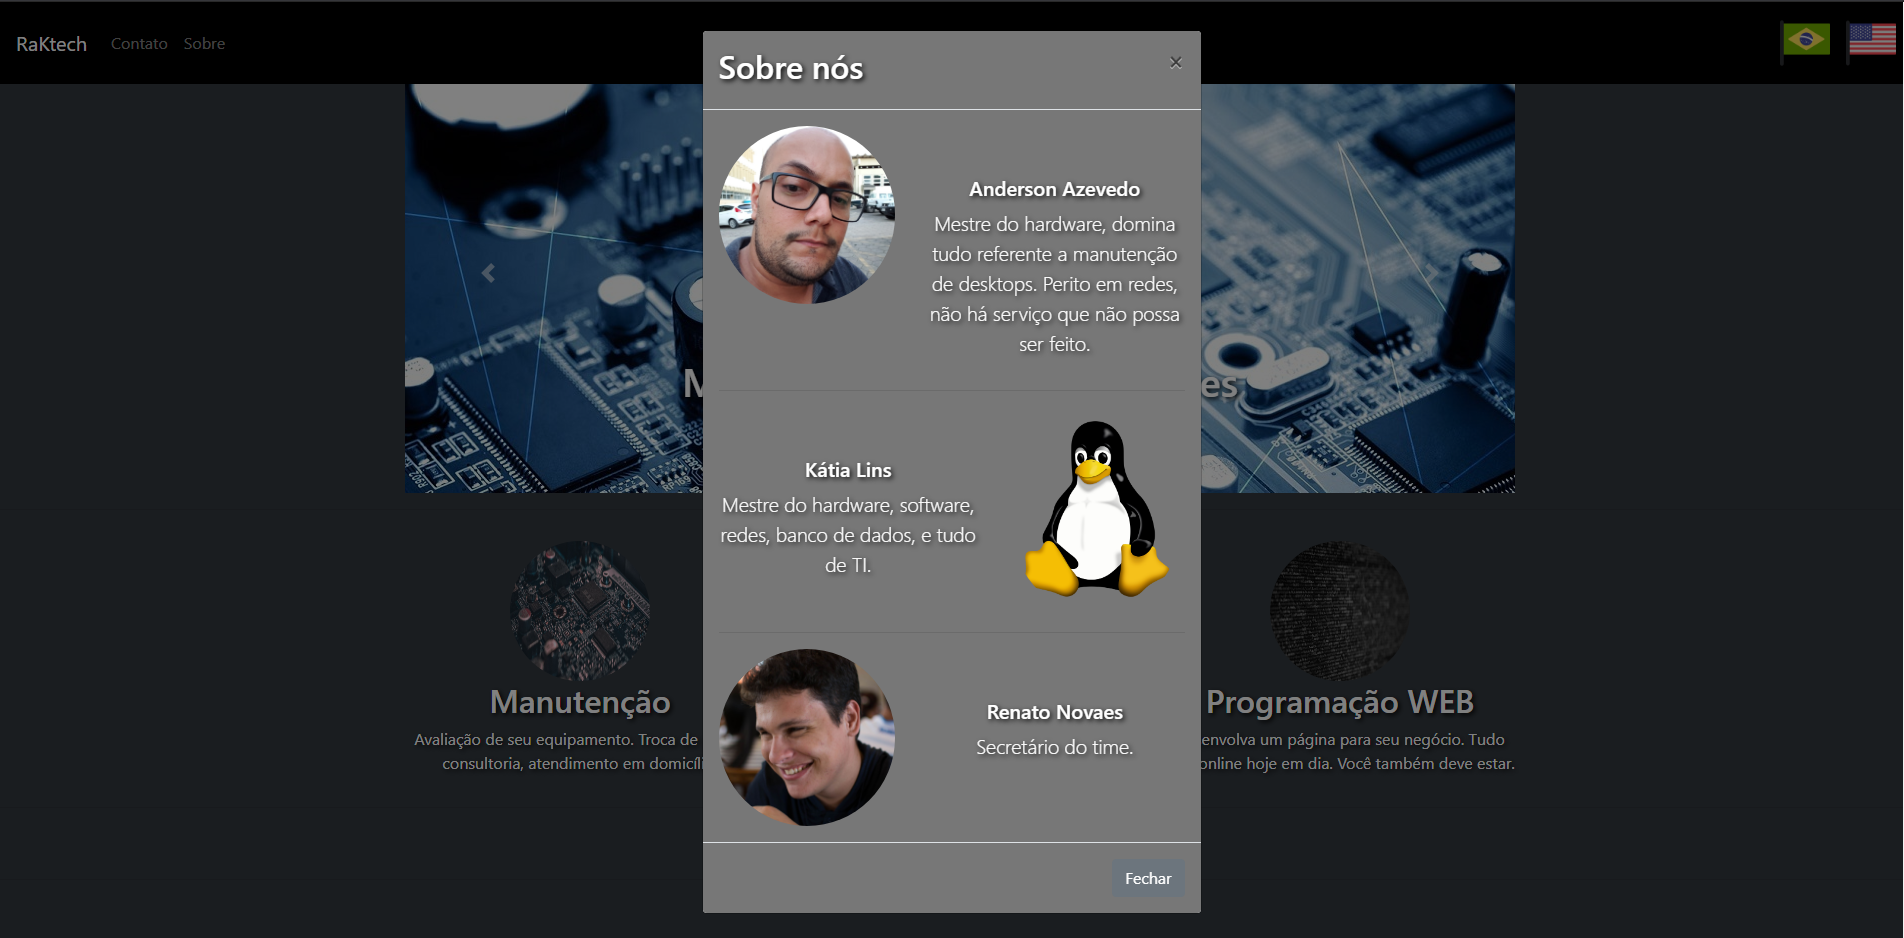 RaKtech Contato Sobre
Sobre nós
×
Anderson Azevedo
Mestre do hardware, domina
tudo referente a manutenção
de desktops. Perito em redes,
não há serviço que não possa
ser feito.
M
es
Kátia Lins
Mestre do hardware, software,
redes, banco de dados, e tudo
de TI.
Renato Novaes
Secretário do time.
Fechar
Manutenção
Avaliação de seu equipamento. Troca de
consultoria, atendimento em domicíli
Programação WEB
envolva um página para seu negócio. Tudo
online hoje em dia. Você também deve estar.